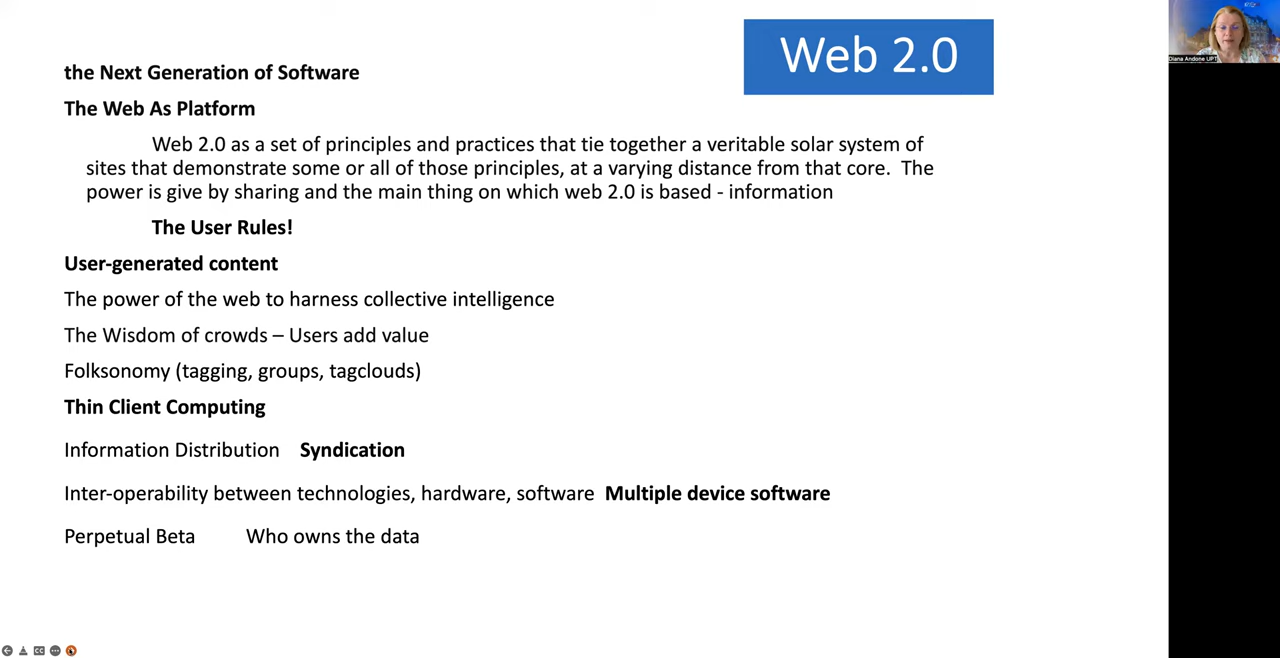 Web 2.0
the Next Generation of Software
The Web As Platform
Web 2.0 as a set of principles and practices that tie together a veritable solar system of
sites that demonstrate some or all of those principles, at a varying distance from that core. The
power is give by sharing and the main thing on which web 2.0 is based - information
The User Rules!
User-generated content
The power of the web to harness collective intelligence
The Wisdom of crowds – Users add value
Folksonomy (tagging, groups, tagclouds)
Thin Client Computing
Information Distribution Syndication
Inter-operability between technologies, hardware, software Multiple device software
Perpetual Beta Who owns the data
Diana Andone UPT